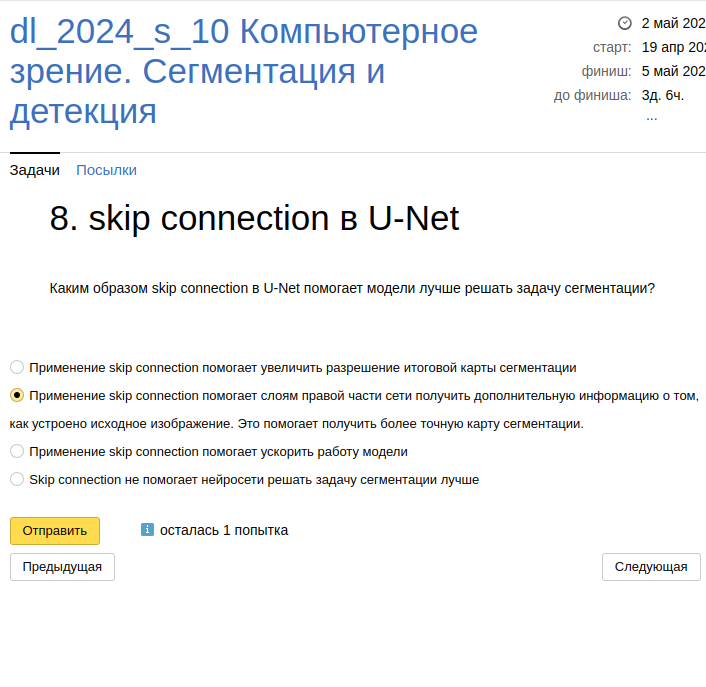 dl_2024_s_10 Компьютерное
зрение. Сегментация и
детекция
2 май 202
старт: 19 апр 202
финиш: 5 май 202
до финиша: 3д. 6ч.
...
Задачи Посылки
8. skip connection в U-Net
Каким образом skip connection в U-Net помогает модели лучше решать задачу сегментации?
Применение skip connection помогает увеличить разрешение итоговой карты сегментации
Применение skip connection помогает слоям правой части сети получить дополнительную информацию о том,
как устроено исходное изображение. Это помогает получить более точную карту сегментации.
Применение skip connection помогает ускорить работу модели
Skip connection не помогает нейросети решать задачу сегментации лучше
Отправить осталась 1 попытка
Предыдущая Следующая